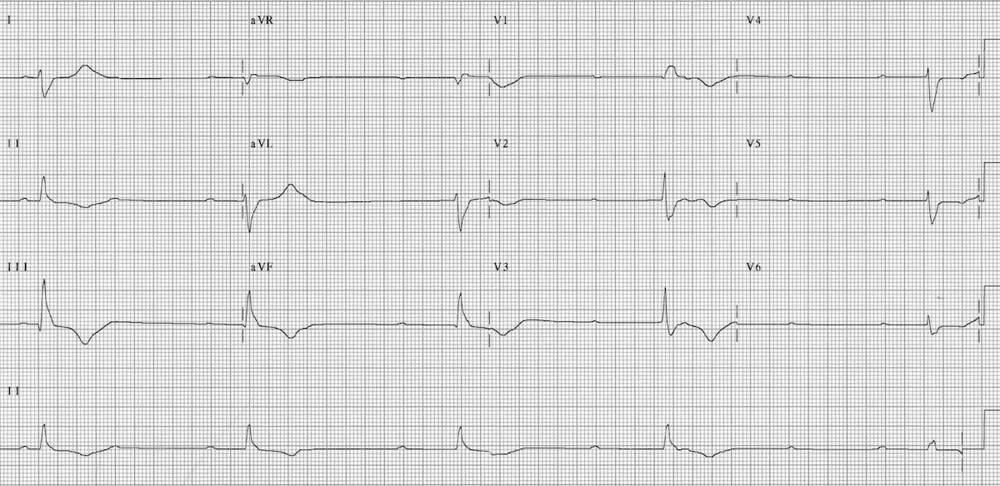 I aVR V1 V4
II aVL V2 V5
III aVF V3 V6
II